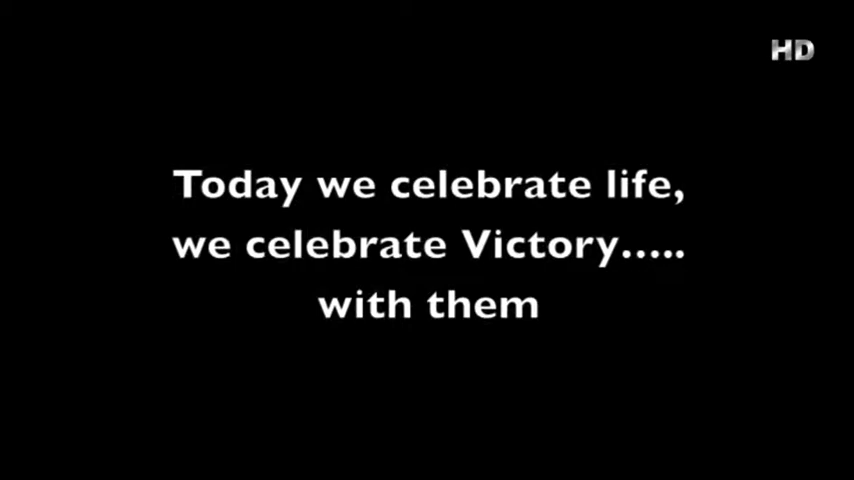 HD
Today we celebrate life,
we celebrate Victory.....
with them